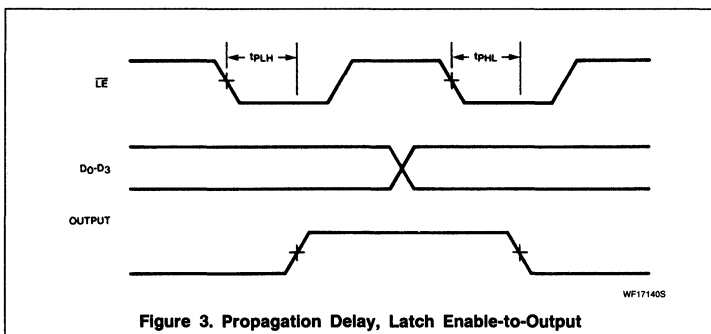 tPLH
tPHL
LE
D0-D3
OUTPUT
WF17140S
Figure 3. Propagation Delay, Latch Enable-to-Output